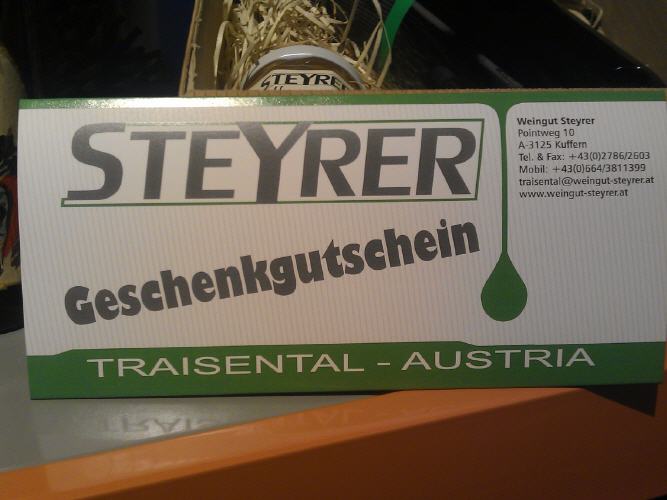 STEYRER
STEYRER
Geschenkgutschein
TRAISENTAL - AUSTRIA
Weingut Steyrer
Pointweg 10
A-3125 Kuffern
Tel. & Fax: +43(0)2786/2603
Mobil: +43(0)664/3811399
traisental@weingut-steyrer.at
www.weingut-steyrer.at